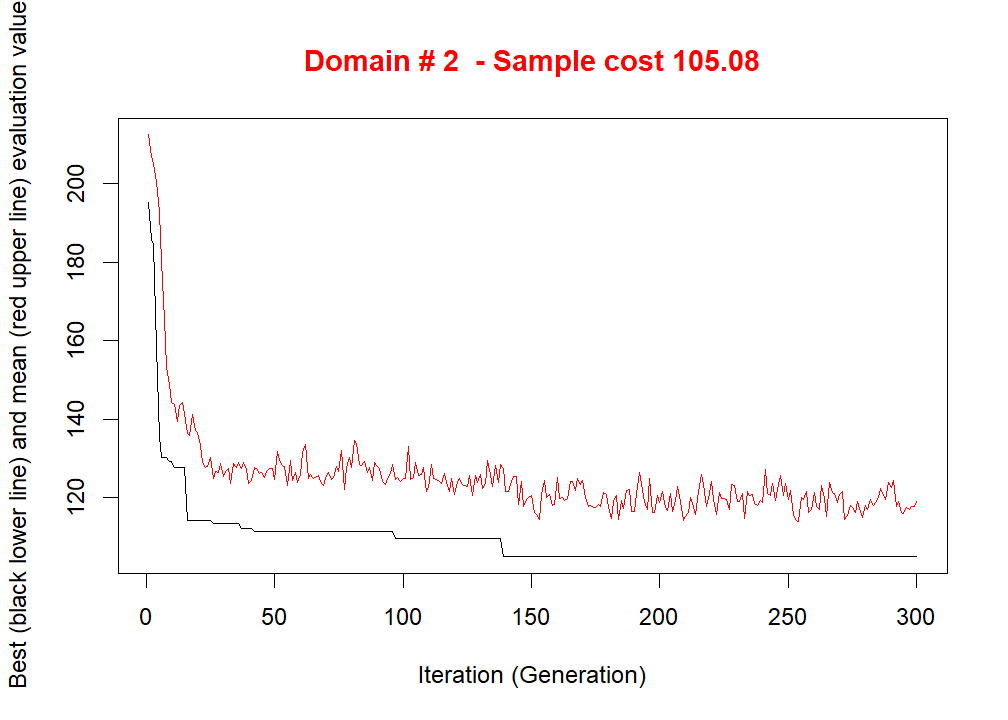 Domain # 2  - Sample cost 105.08
Best (black lower line) and mean (red upper line) evaluation value
200
180
160
140
120
0 50 100 150 200 250 300
Iteration (Generation)